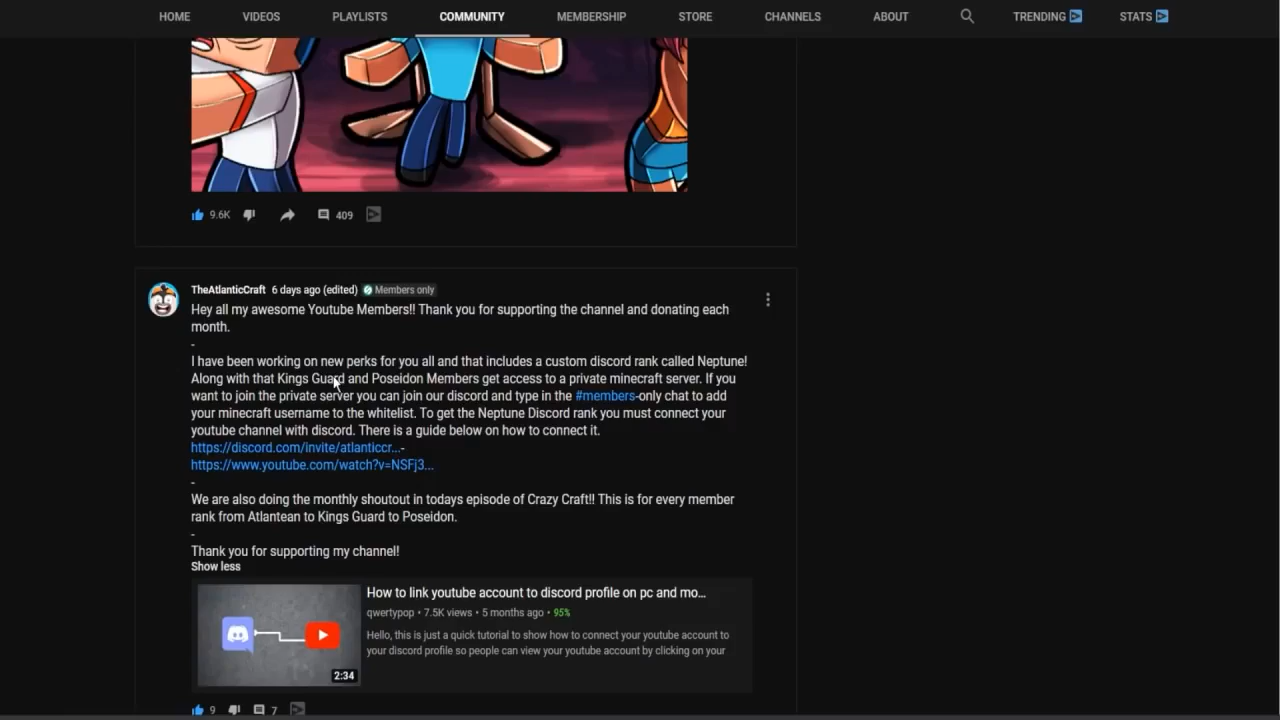 HOME VIDEOS PLAYLISTS COMMUNITY MEMBERSHIP STORE CHANNELS ABOUT TRENDING STATS
9.6K 409
TheAtlanticCraft 6 days ago (edited) Members only
Hey all my awesome Youtube Members!! Thank you for supporting the channel and donating each
month.
-
I have been working on new perks for you all and that includes a custom discord rank called Neptune!
Along with that Kings Guard and Poseidon Members get access to a private minecraft server. If you
want to join the private server you can join our discord and type in the #members-only chat to add
your minecraft username to the whitelist. To get the Neptune Discord rank you must connect your
youtube channel with discord. There is a guide below on how to connect it.
https://discord.com/invite/atlanticcr...-
https://www.youtube.com/watch?v=NSFj3...
-
We are also doing the monthly shoutout in todays episode of Crazy Craft!! This is for every member
rank from Atlantean to Kings Guard to Poseidon.
-
Thank you for supporting my channel!
Show less
How to link youtube account to discord profile on pc and mo...
qwertypop • 7.5K views • 5 months ago • 95%
Hello, this is just a quick tutorial to show how to connect your youtube account to
your discord profile so people can view your youtube account by clicking on your
2:34
9 7